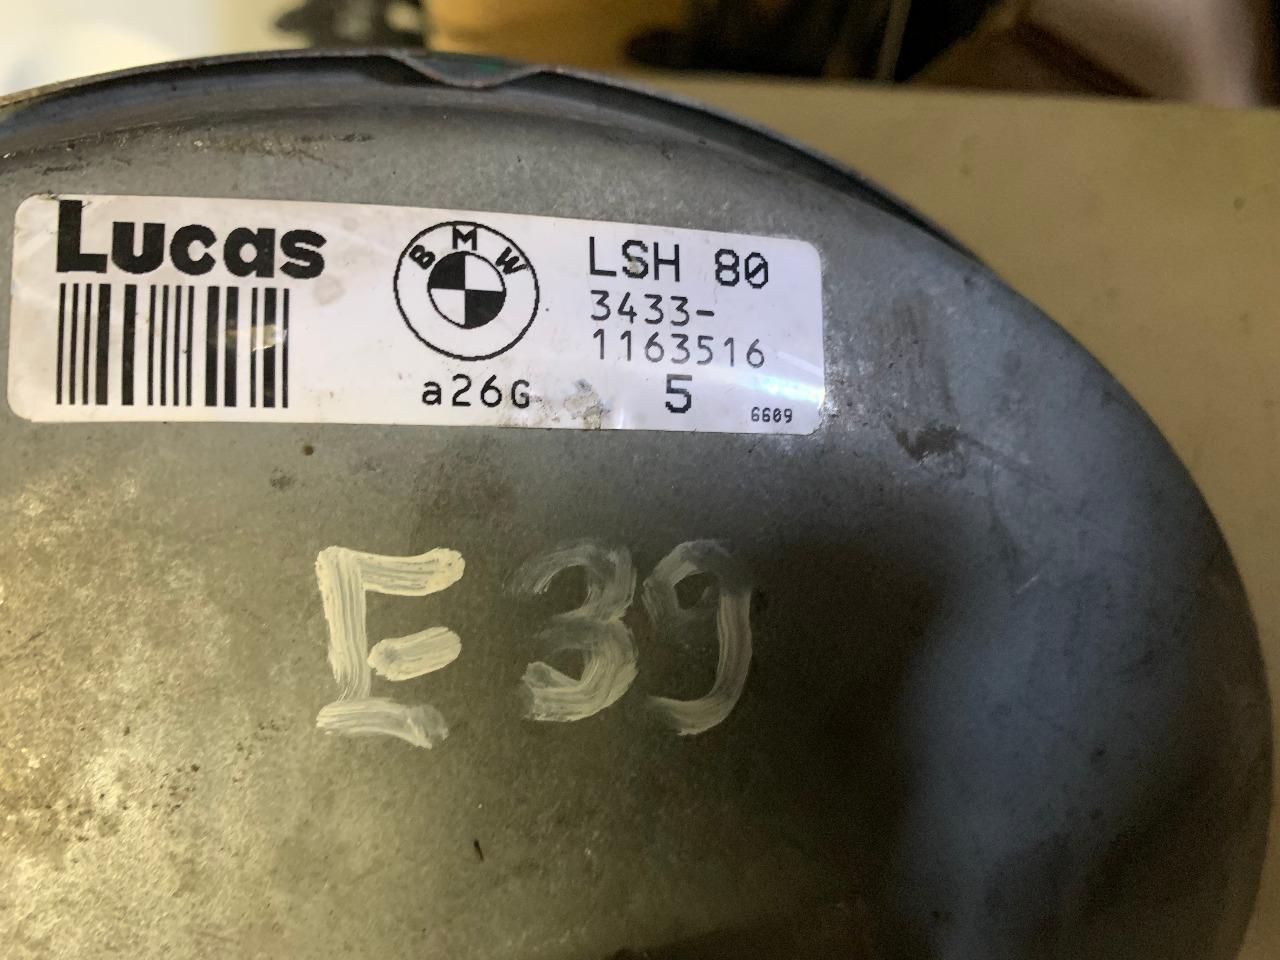 Lucas
BMW
LSH 80
3433-
1163516
a26G
5
6609
E39